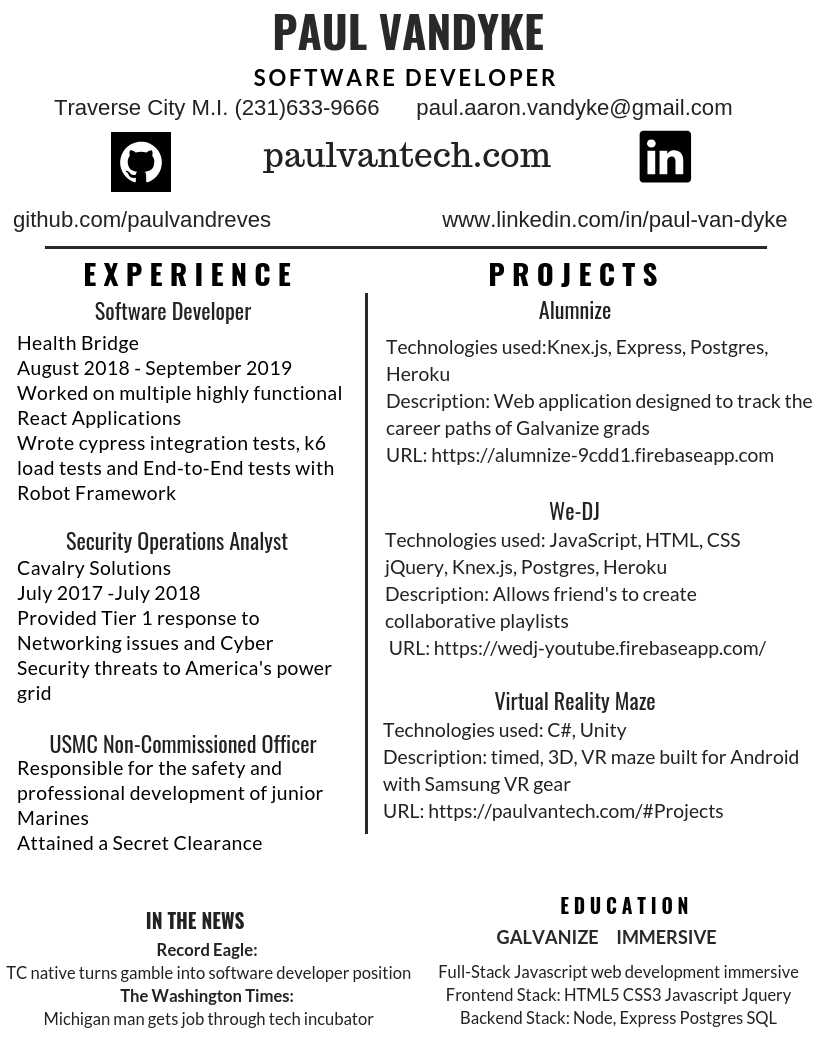 PAUL VANDYKE
SOFTWARE DEVELOPER
Traverse City M.I. (231)633-9666 paul.aaron.vandyke@gmail.com
paulvantech.com
in
github.com/paulvandreves
www.linkedin.com/in/paul-van-dyke
EXPERIENCE
Software Developer
Health Bridge
August 2018 - September 2019
Worked on multiple highly functional
React Applications
Wrote cypress integration tests, k6
load tests and End-to-End tests with
Robot Framework
Security Operations Analyst
Cavalry Solutions
July 2017 -July 2018
Provided Tier 1 response to
Networking issues and Cyber
Security threats to America's power
grid
USMC Non-Commissioned Officer
Responsible for the safety and
professional development of junior
Marines
Attained a Secret Clearance
PROJECTS
Alumnize
Technologies used:Knex.js, Express, Postgres,
Heroku
Description: Web application designed to track the
career paths of Galvanize grads
URL: https://alumnize-9cdd1.firebaseapp.com
We-DJ
Technologies used: JavaScript, HTML, CSS
jQuery, Knex.js, Postgres, Heroku
Description: Allows friend's to create
collaborative playlists
URL: https://wedj-youtube.firebaseapp.com/
Virtual Reality Maze
Technologies used: C#, Unity
Description: timed, 3D, VR maze built for Android
with Samsung VR gear
URL: https://paulvantech.com/#Projects
IN THE NEWS
Record Eagle:
TC native turns gamble into software developer position
The Washington Times:
Michigan man gets job through tech incubator
EDUCATION
GALVANIZE IMMERSIVE
Full-Stack Javascript web development immersive
Frontend Stack: HTML5 CSS3 Javascript Jquery
Backend Stack: Node, Express Postgres SQL